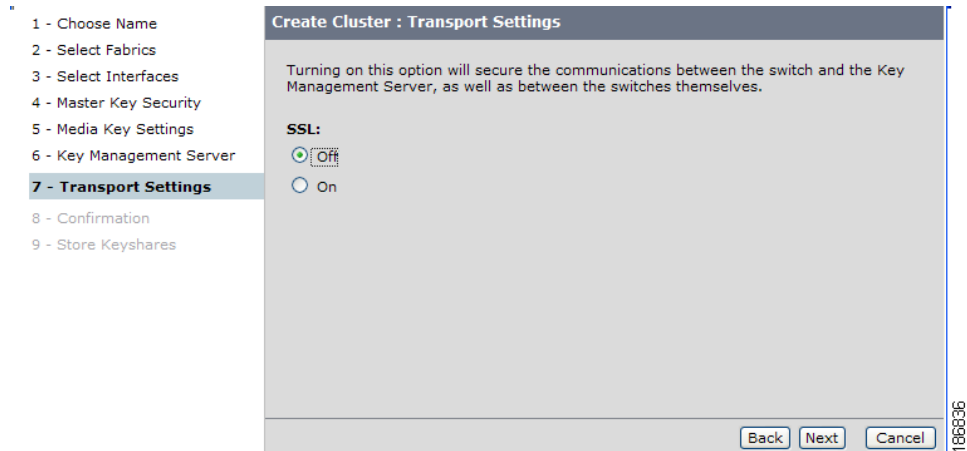 1 - Choose Name
2 - Select Fabrics
3 - Select Interfaces
4 - Master Key Security
5 - Media Key Settings
6 - Key Management Server
7 - Transport Settings
8 - Confirmation
9 - Store Keyshares
Create Cluster : Transport Settings
Turning on this option will secure the communications between the switch and the Key
Management Server, as well as between the switches themselves.
SSL:
Off
On
Back Next Cancel
186836